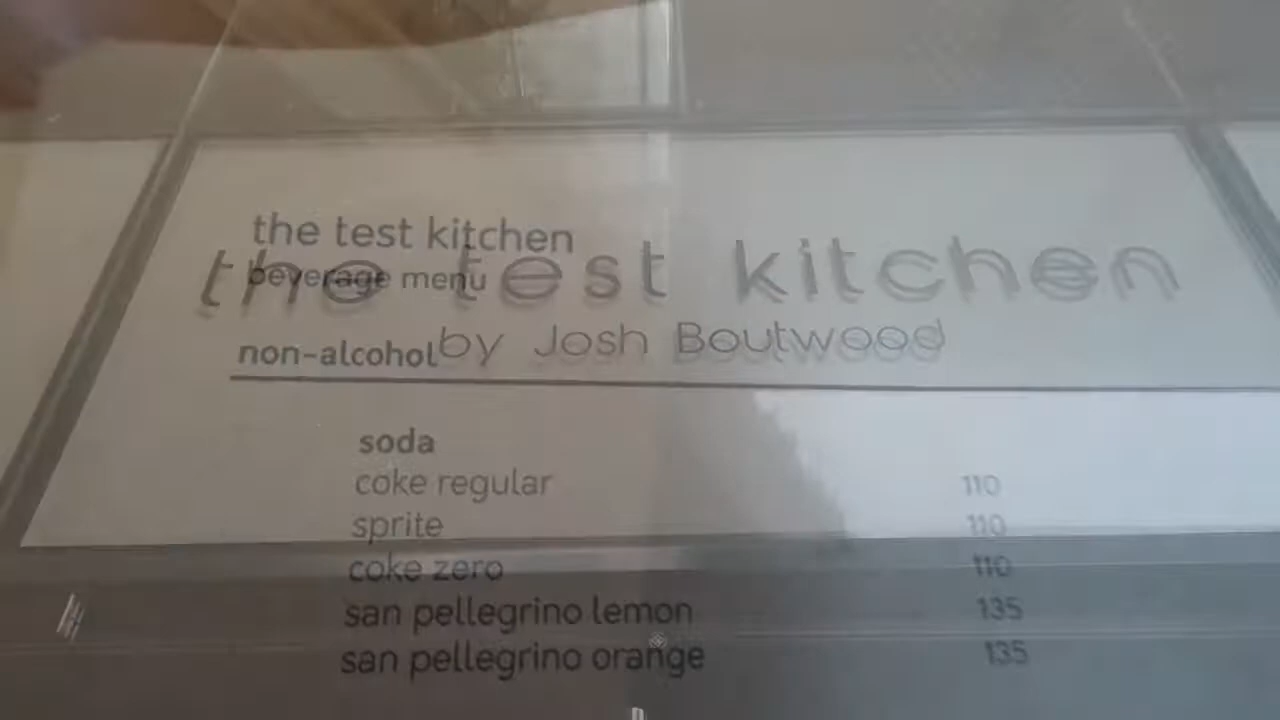 the test kitchen
beverage menu
the test kitchen
by Josh Boutwood
non-alcohol
soda
coke regular 110
sprite 110
coke zero 110
san pellegrino lemon 135
san pellegrino orange 135